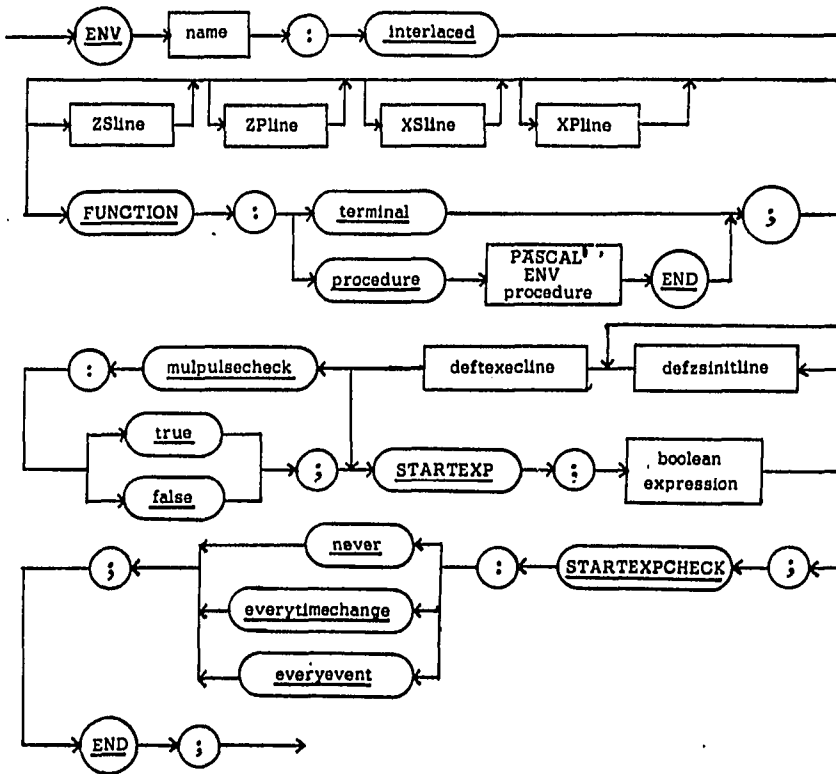 ENV name : interlaced
ZSline ZPline XSline XPline
FUNCTION : terminal ;
procedure PASCAL ENV procedure END
: mulpulsecheck deftexecline defzsinitline
true
false ; STARTEXP : boolean expression
; never : STARTEXPCHECK ;
everytimechange
everyevent
END ;